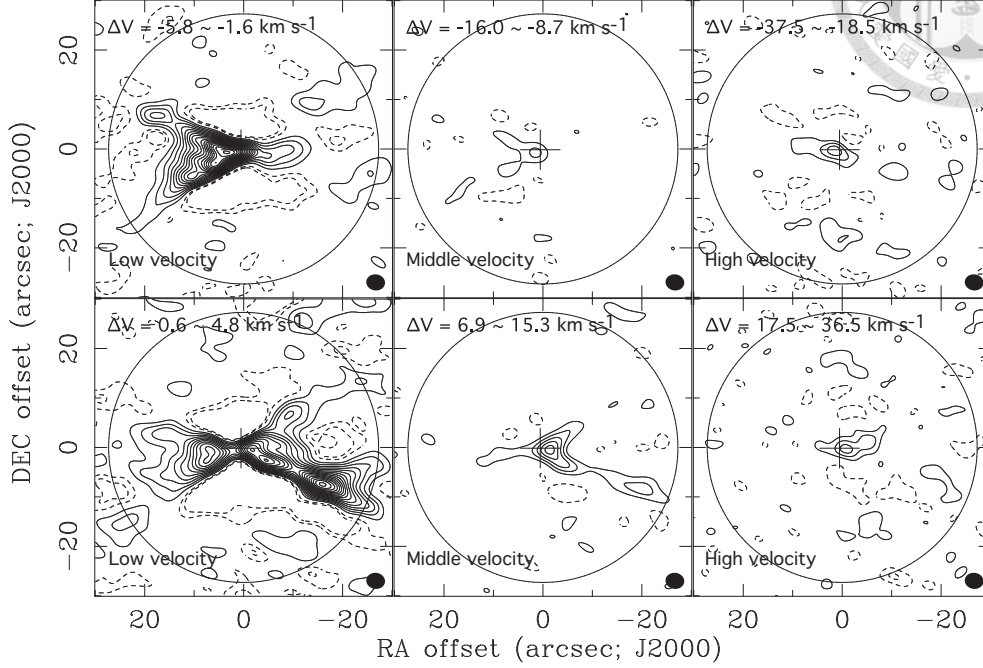 ΔV = -5.8 ~ -1.6 km s-1
ΔV = -16.0 ~ -8.7 km s-1
ΔV = -37.5 ~ -18.5 km s-1
愛 國 愛
20
0
−20
Low velocity
Middle velocity
High velocity
ΔV = 0.6 ~ 4.8 km s-1
ΔV = 6.9 ~ 15.3 km s-1
ΔV = 17.5 ~ 36.5 km s-1
20
0
−20
Low velocity
Middle velocity
High velocity
DEC offset (arcsec; J2000)
20 0 −20 20 0 −20 20 0 −20
RA offset (arcsec; J2000)